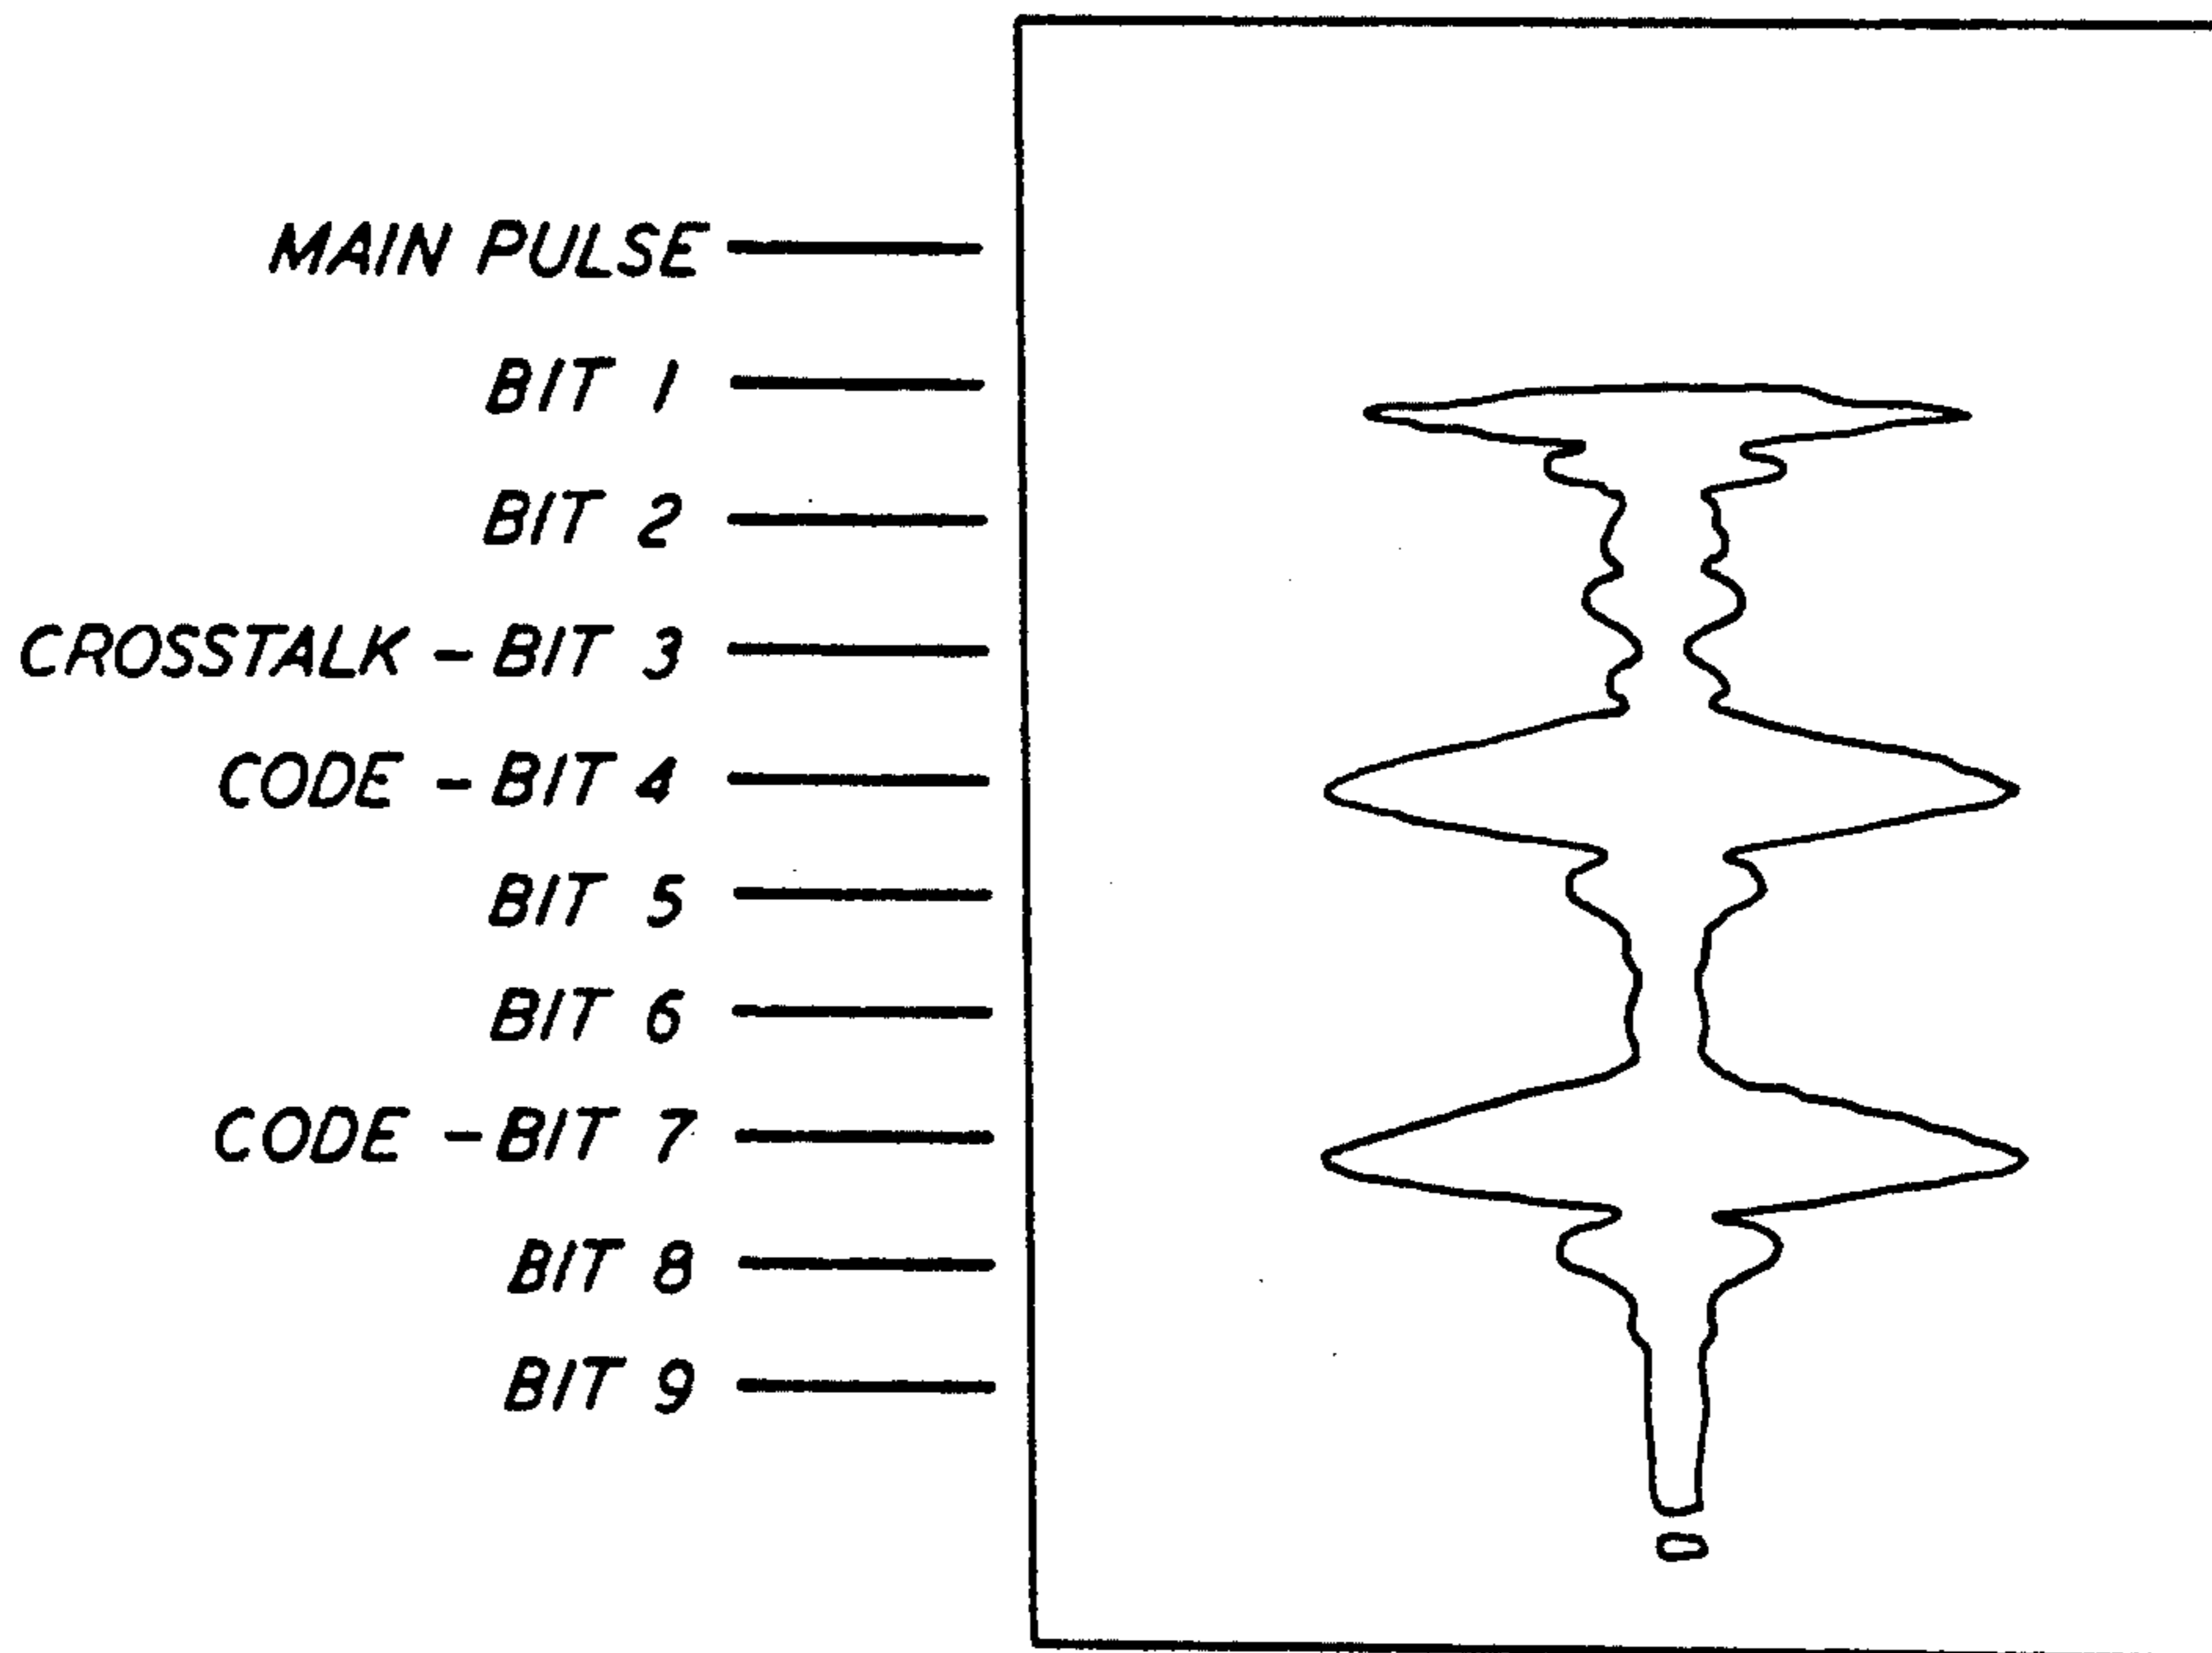 MAIN PULSE
BIT 1
BIT 2
CROSSTALK - BIT 3
CODE - BIT 4
BIT 5
BIT 6
CODE - BIT 7
BIT 8
BIT 9